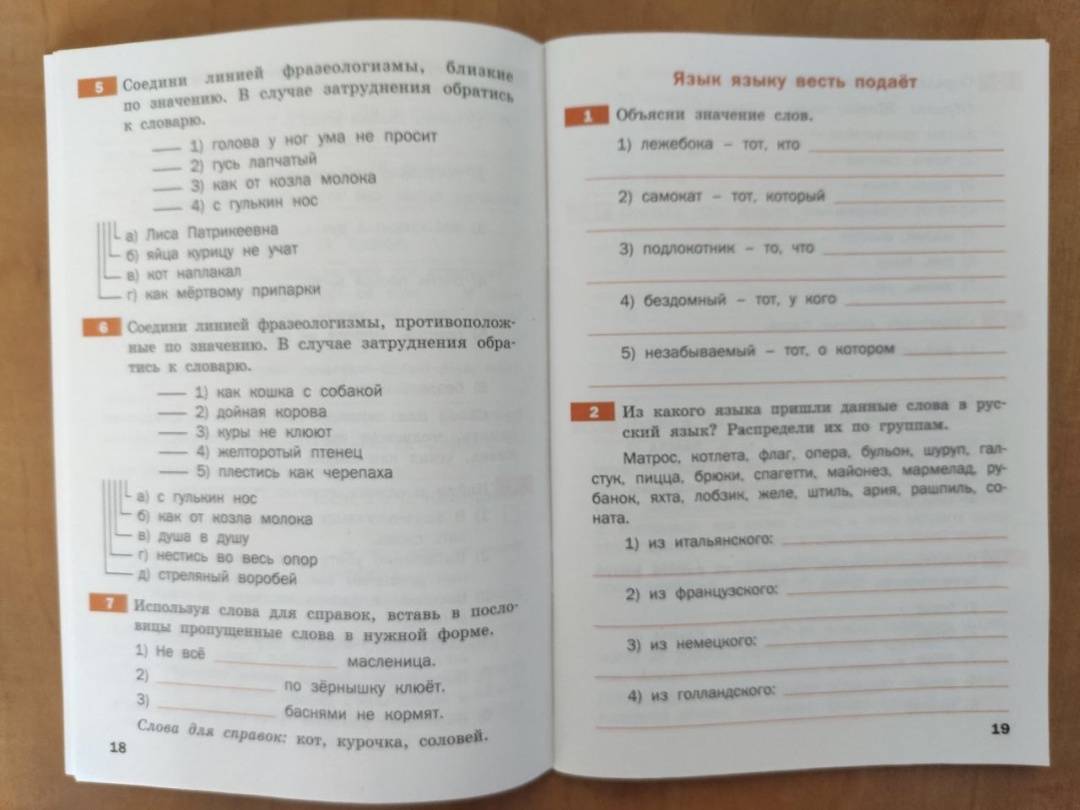 5 Соедини линией фразеологизмы, близкие
по значению. В случае затруднения обратись
к словарю.
1) голова у ног ума не просит
2) гусь лапчатый
3) как от козла молока
4) с гулькин нос
а) Лиса Патрикеевна
б) яйца курицу не учат
в) кот наплакал
г) как мёртвому припарки
6 Соедини линией фразеологизмы, противополож-
ные по значению. В случае затруднения обра-
тись к словарю.
1) как кошка с собакой
2) дойная корова
3) куры не клюют
4) желторотый птенец
5) плестись как черепаха
а) с гулькин нос
б) как от козла молока
в) душа в душу
г) нестись во весь опор
д) стреляный воробей
7 Используя слова для справок, вставь в посло-
вицы пропущенные слова в нужной форме.
1) Не всё ____ масленица.
2) ____ по зёрнышку клюёт.
3) ____ баснями не кормят.
Слова для справок: кот, курочка, соловей.
18
Язык языку весть подаёт
1 Объясни значение слов.
1) лежебока – тот, кто
2) самокат – тот, который
3) подлокотник – то, что
4) бездомный – тот, у кого
5) незабываемый – тот, о котором
2 Из какого языка пришли данные слова в рус-
ский язык? Распредели их по группам.
Матрос, котлета, флаг, опера, бульон, шуруп, гал-
стук, пицца, брюки, спагетти, майонез, мармелад, ру-
банок, яхта, лобзик, желе, штиль, ария, рашпиль, со-
ната.
1) из итальянского:
2) из французского:
3) из немецкого:
4) из голландского:
19